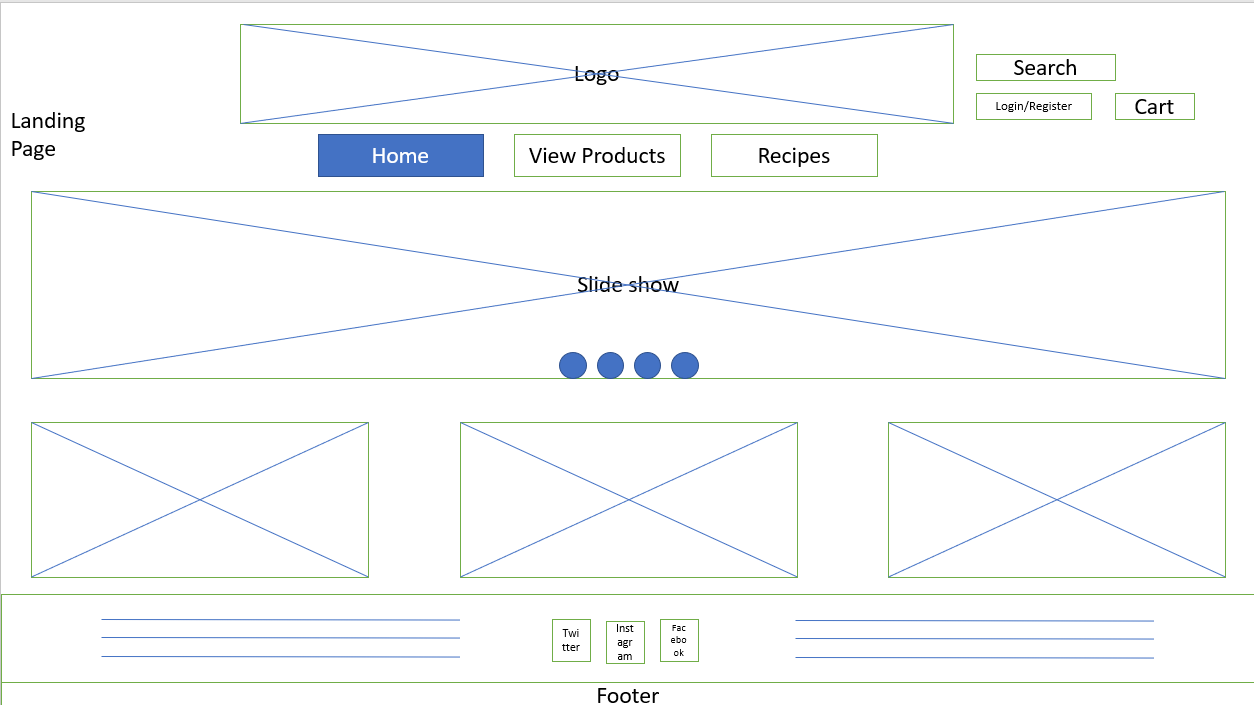 Logo
Search
Login/Register
Cart
Landing
Page
Home
View Products
Recipes
Slide show
Twi
tter
Inst
agr
am
Fac
ebo
ok
Footer